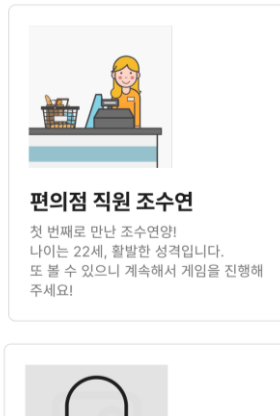 편의점 직원 조수연
첫 번째로 만난 조수연양!
나이는 22세, 활발한 성격입니다.
또 볼 수 있으니 계속해서 게임을 진행해
주세요!